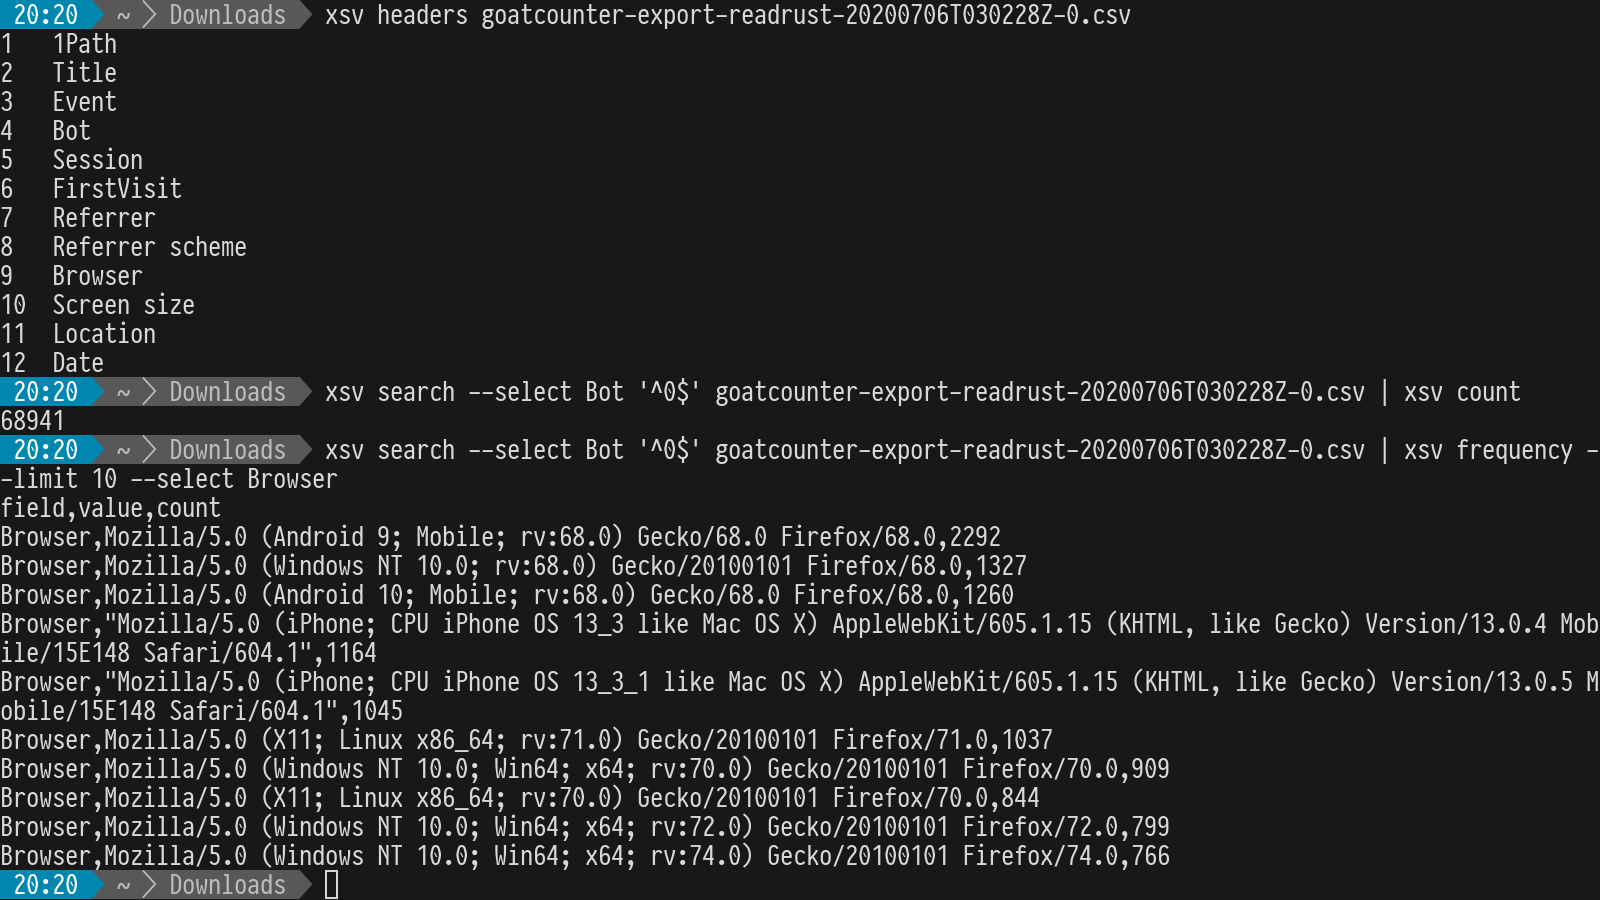 20:20 ~ Downloads xsv headers goatcounter-export-readrust-20200706T030228Z-0.csv
1 1Path
2 Title
3 Event
4 Bot
5 Session
6 FirstVisit
7 Referrer
8 Referrer scheme
9 Browser
10 Screen size
11 Location
12 Date
20:20 ~ Downloads xsv search --select Bot '^0$' goatcounter-export-readrust-20200706T030228Z-0.csv | xsv count
68941
20:20 ~ Downloads xsv search --select Bot '^0$' goatcounter-export-readrust-20200706T030228Z-0.csv | xsv frequency -
-limit 10 --select Browser
field,value,count
Browser,Mozilla/5.0 (Android 9; Mobile; rv:68.0) Gecko/68.0 Firefox/68.0,2292
Browser,Mozilla/5.0 (Windows NT 10.0; rv:68.0) Gecko/20100101 Firefox/68.0,1327
Browser,Mozilla/5.0 (Android 10; Mobile; rv:68.0) Gecko/68.0 Firefox/68.0,1260
Browser,"Mozilla/5.0 (iPhone; CPU iPhone OS 13_3 like Mac OS X) AppleWebKit/605.1.15 (KHTML, like Gecko) Version/13.0.4 Mob
ile/15E148 Safari/604.1",1164
Browser,"Mozilla/5.0 (iPhone; CPU iPhone OS 13_3_1 like Mac OS X) AppleWebKit/605.1.15 (KHTML, like Gecko) Version/13.0.5 M
obile/15E148 Safari/604.1",1045
Browser,Mozilla/5.0 (X11; Linux x86_64; rv:71.0) Gecko/20100101 Firefox/71.0,1037
Browser,Mozilla/5.0 (Windows NT 10.0; Win64; x64; rv:70.0) Gecko/20100101 Firefox/70.0,909
Browser,Mozilla/5.0 (X11; Linux x86_64; rv:70.0) Gecko/20100101 Firefox/70.0,844
Browser,Mozilla/5.0 (Windows NT 10.0; Win64; x64; rv:72.0) Gecko/20100101 Firefox/72.0,799
Browser,Mozilla/5.0 (Windows NT 10.0; Win64; x64; rv:74.0) Gecko/20100101 Firefox/74.0,766
20:20 ~ Downloads